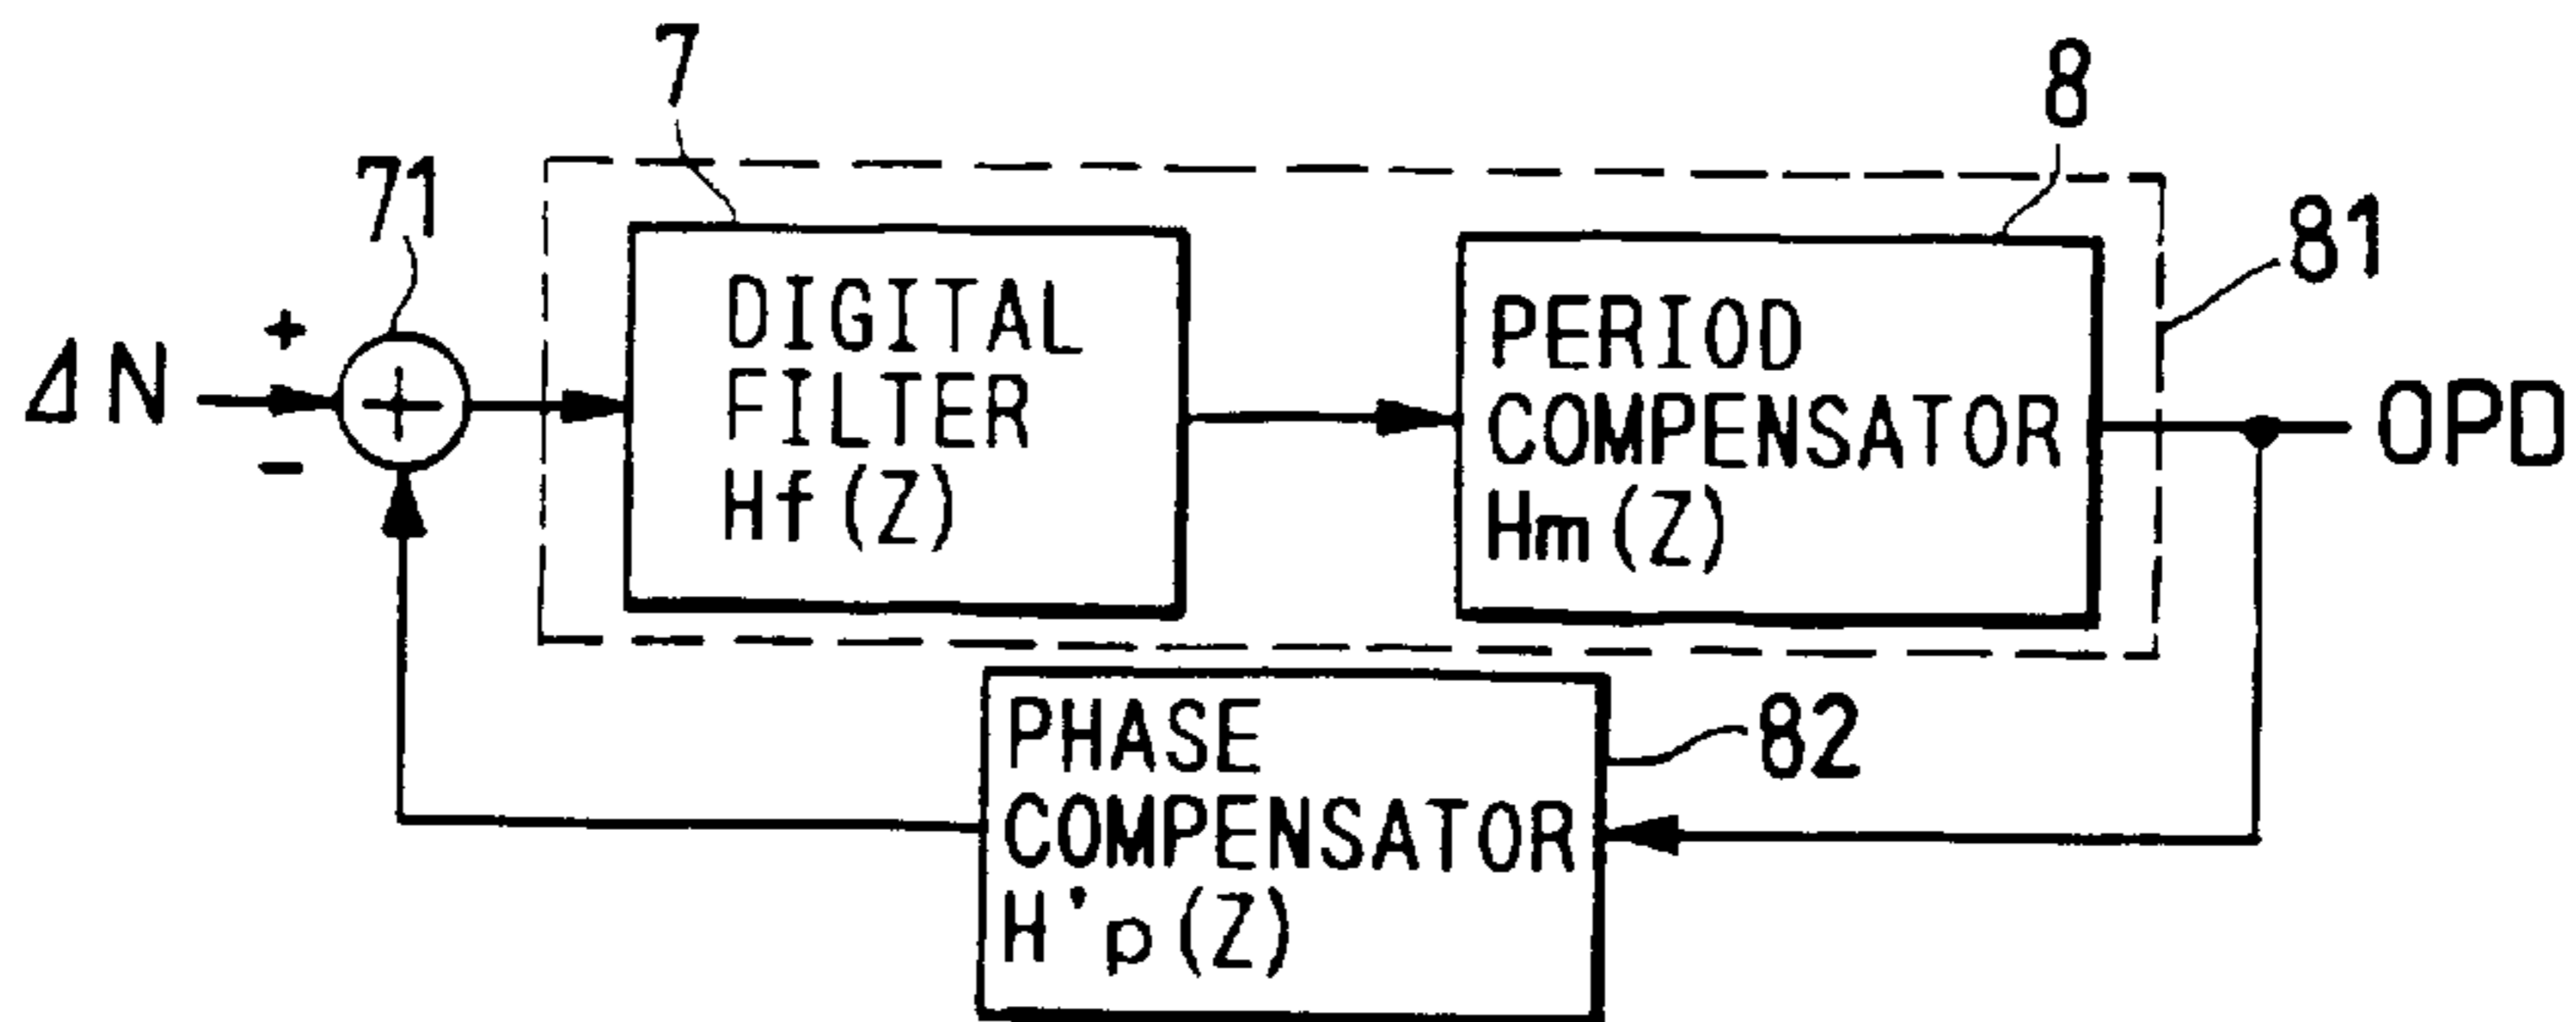 7
8
71
81
+
ΔN
+
-
DIGITAL
FILTER
Hf(Z)
PERIOD
COMPENSATOR
Hm(Z)
OPD
PHASE
COMPENSATOR
H'p(Z)
82